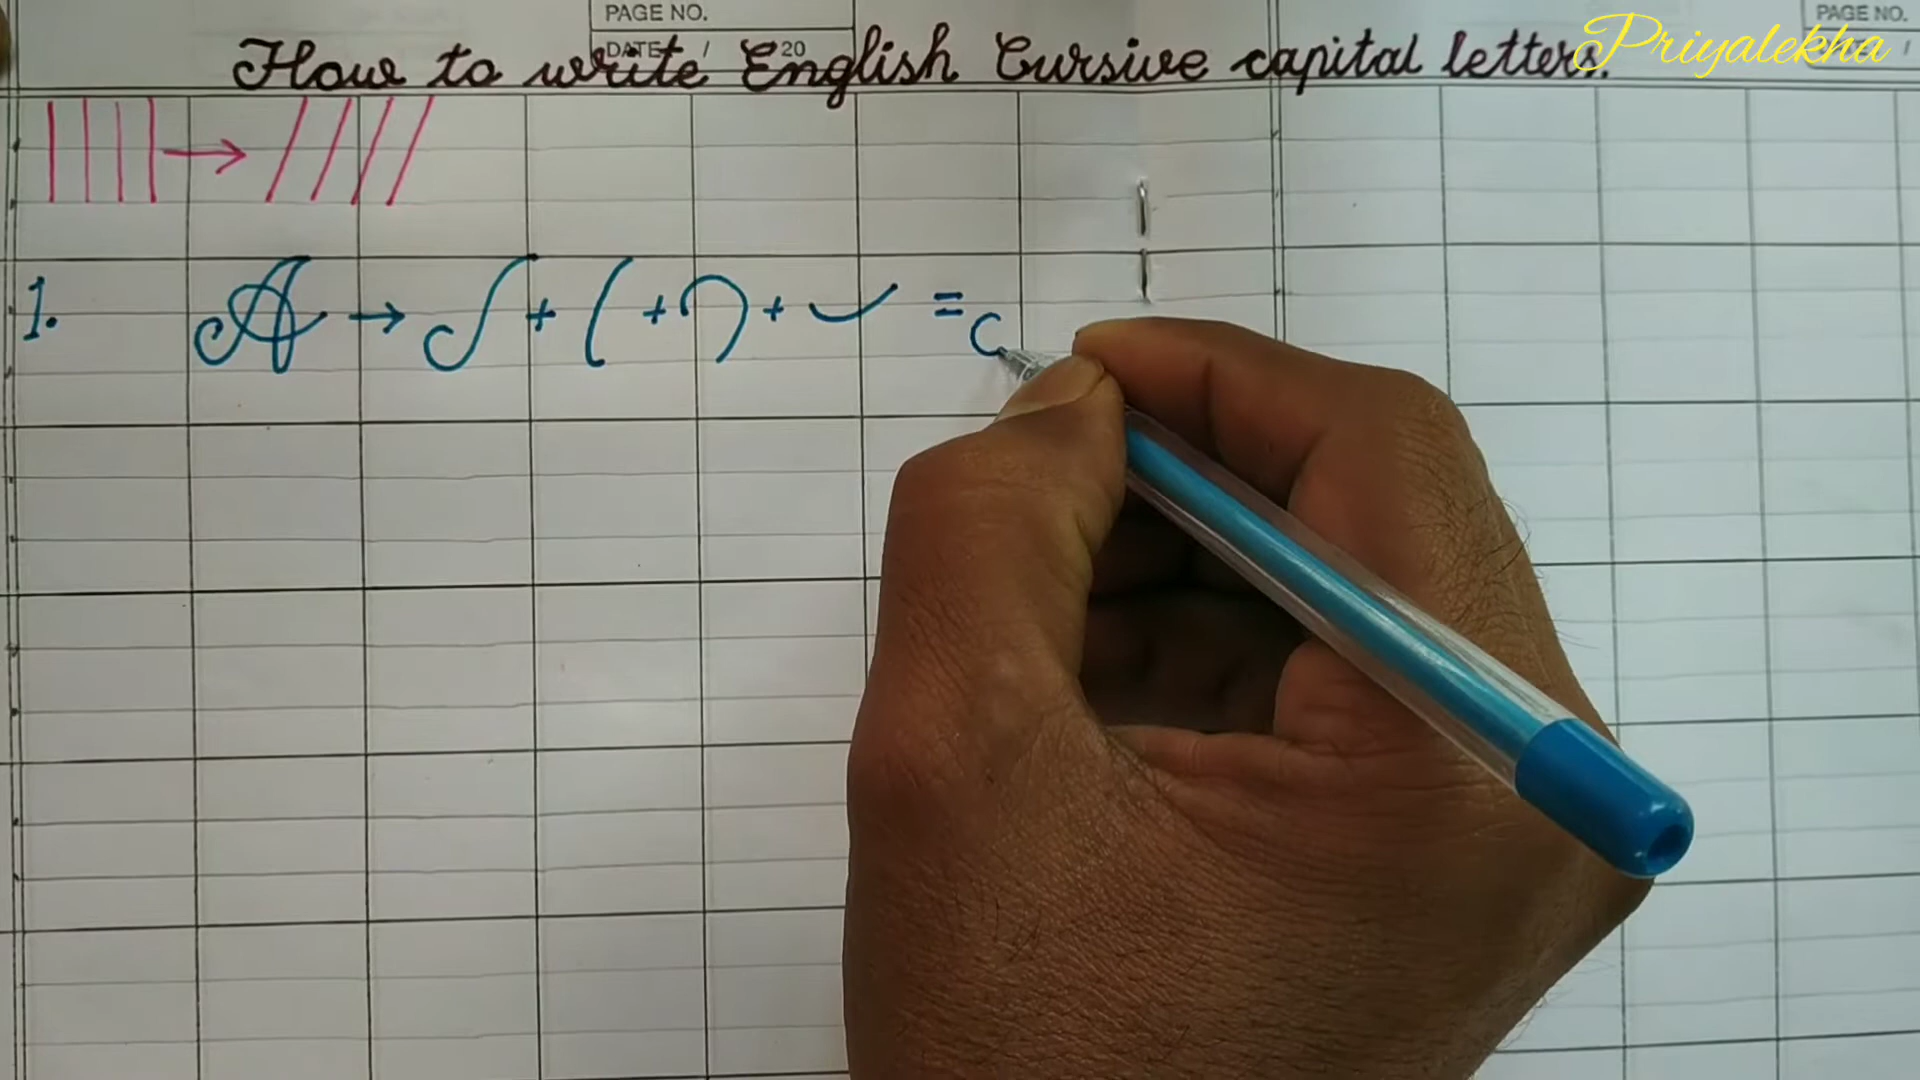 PAGE NO.
DATE / 20
PAGE NO.
Priyalekha
How to write English Cursive capital letters.
1. A → ʃ + ( + ὴ + ✓ = c